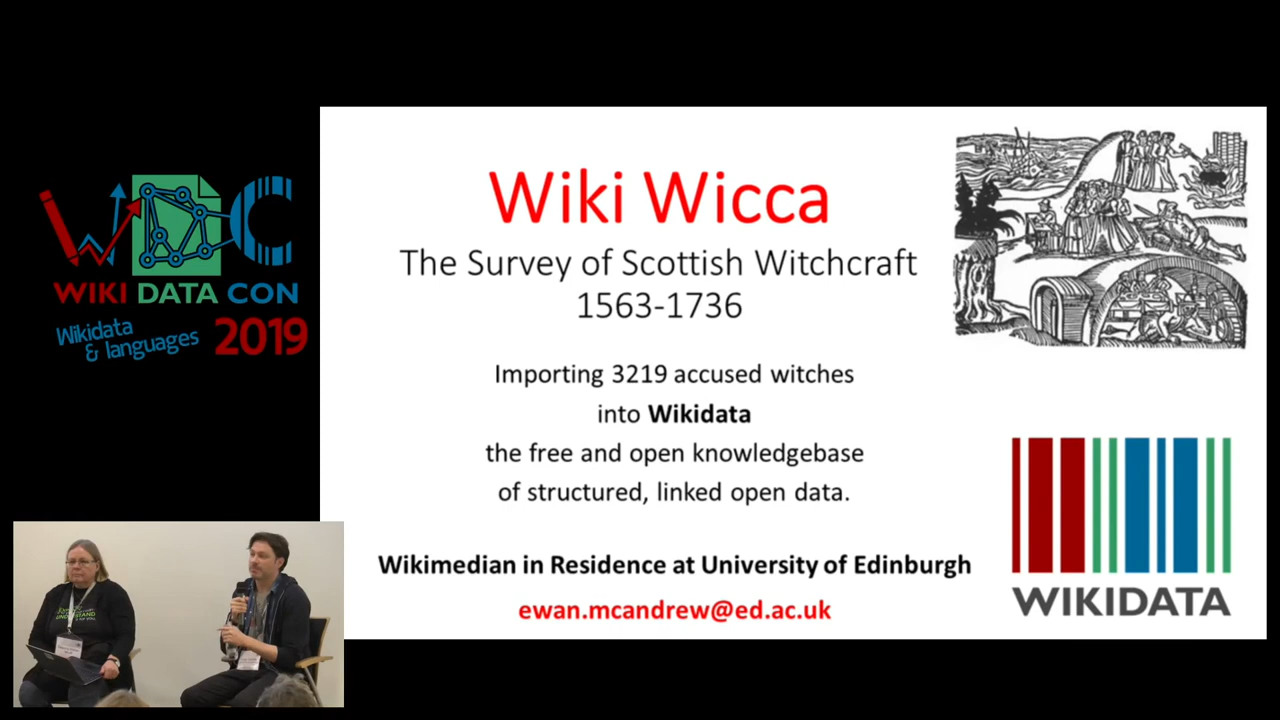 WDC
WIKI DATA CON
Wikidata
& languages 2019
Wiki Wicca
The Survey of Scottish Witchcraft
1563-1736
Importing 3219 accused witches
into Wikidata
the free and open knowledgebase
of structured, linked open data.
Wikimedian in Residence at University of Edinburgh
ewan.mcandrew@ed.ac.uk
WIKIDATA
UNDERSTAND